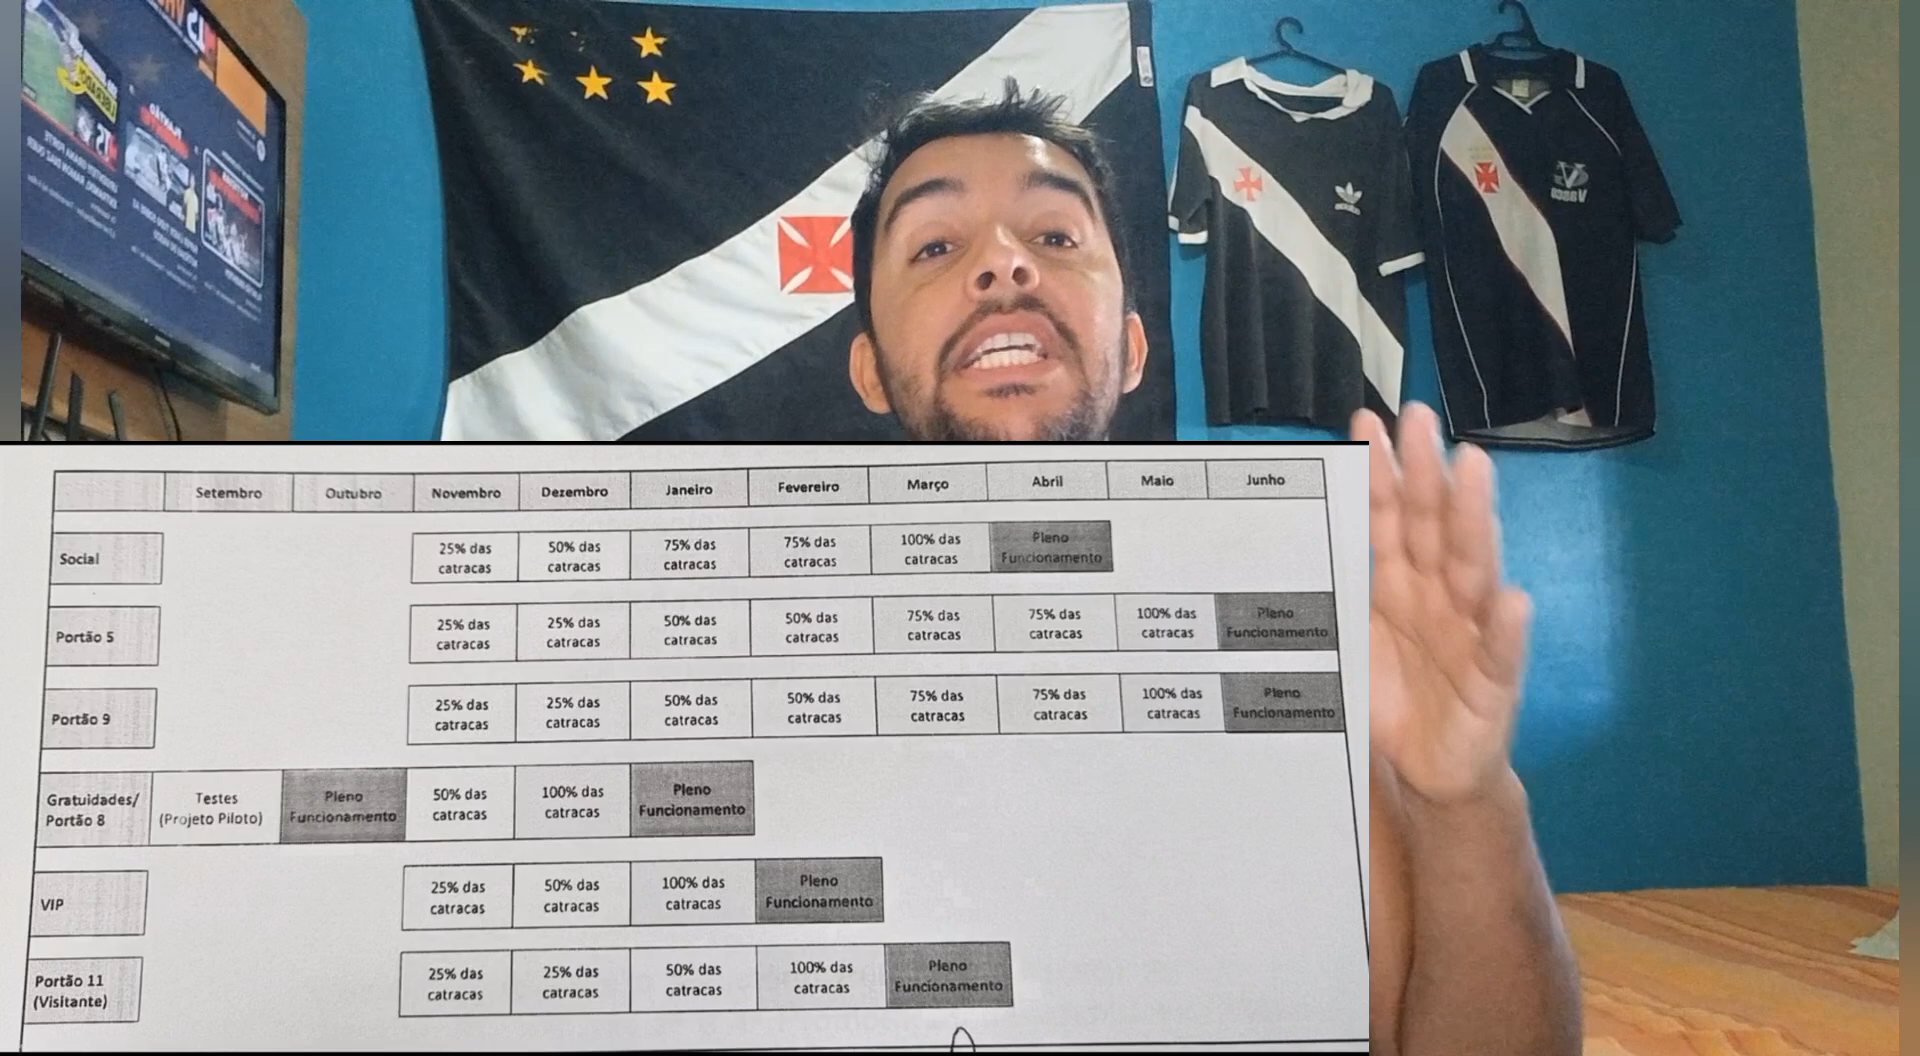 Setembro Outubro Novembro Dezembro Janeiro Fevereiro Março Abril Maio Junho
Social
25% das catracas
50% das catracas
75% das catracas
75% das catracas
100% das catracas
Pleno Funcionamento
Portão 5
25% das catracas
25% das catracas
50% das catracas
50% das catracas
75% das catracas
75% das catracas
100% das catracas
Pleno Funcionamento
Portão 9
25% das catracas
25% das catracas
50% das catracas
50% das catracas
75% das catracas
75% das catracas
100% das catracas
Pleno Funcionamento
Gratuidades/
Portão 8
Testes
(Projeto Piloto)
Pleno Funcionamento
50% das catracas
100% das catracas
Pleno Funcionamento
VIP
25% das catracas
50% das catracas
100% das catracas
Pleno Funcionamento
Portão 11
(Visitante)
25% das catracas
25% das catracas
50% das catracas
100% das catracas
Pleno Funcionamento
adidas
Vasco